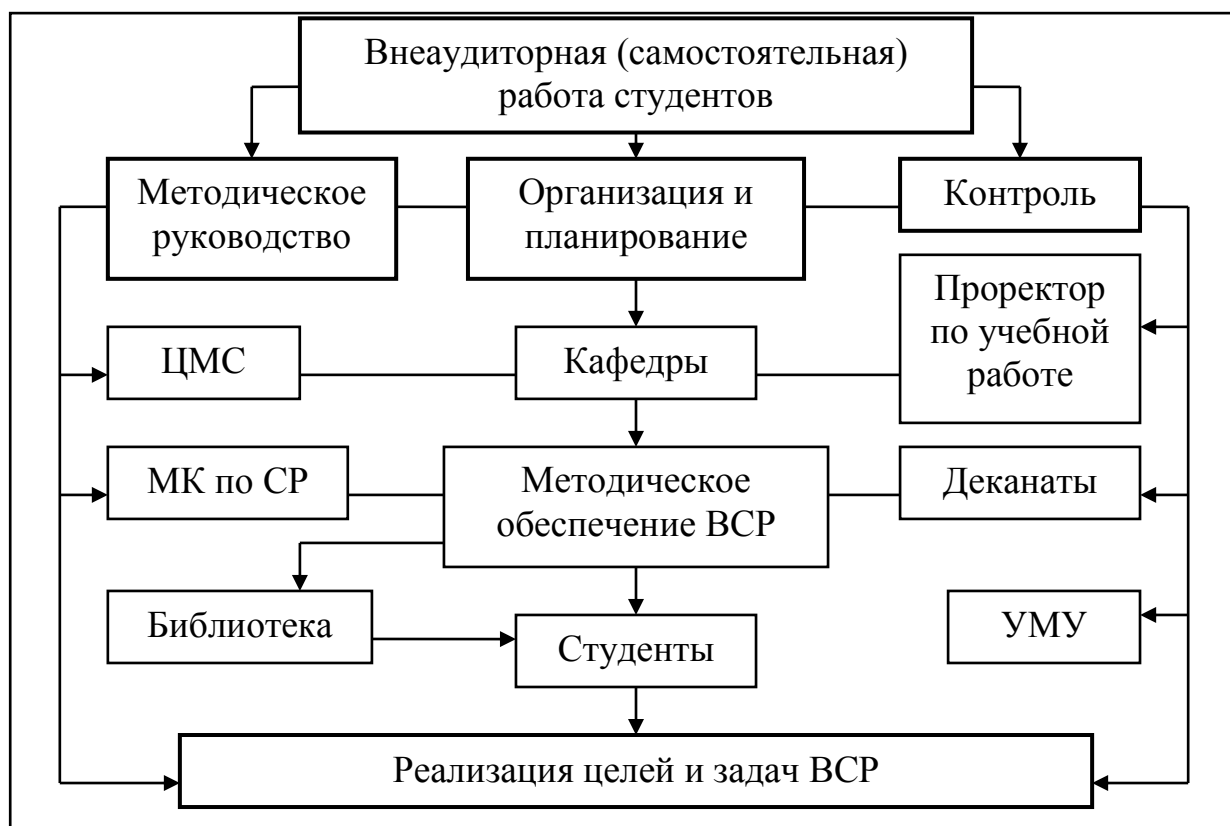 Внеаудиторная (самостоятельная)
работа студентов
Методическое
руководство
Организация и
планирование
Контроль
Проректор
по учебной
работе
ЦМС
Кафедры
МК по СР
Методическое
обеспечение ВСР
Деканаты
Библиотека
Студенты
УМУ
Реализация целей и задач ВСР